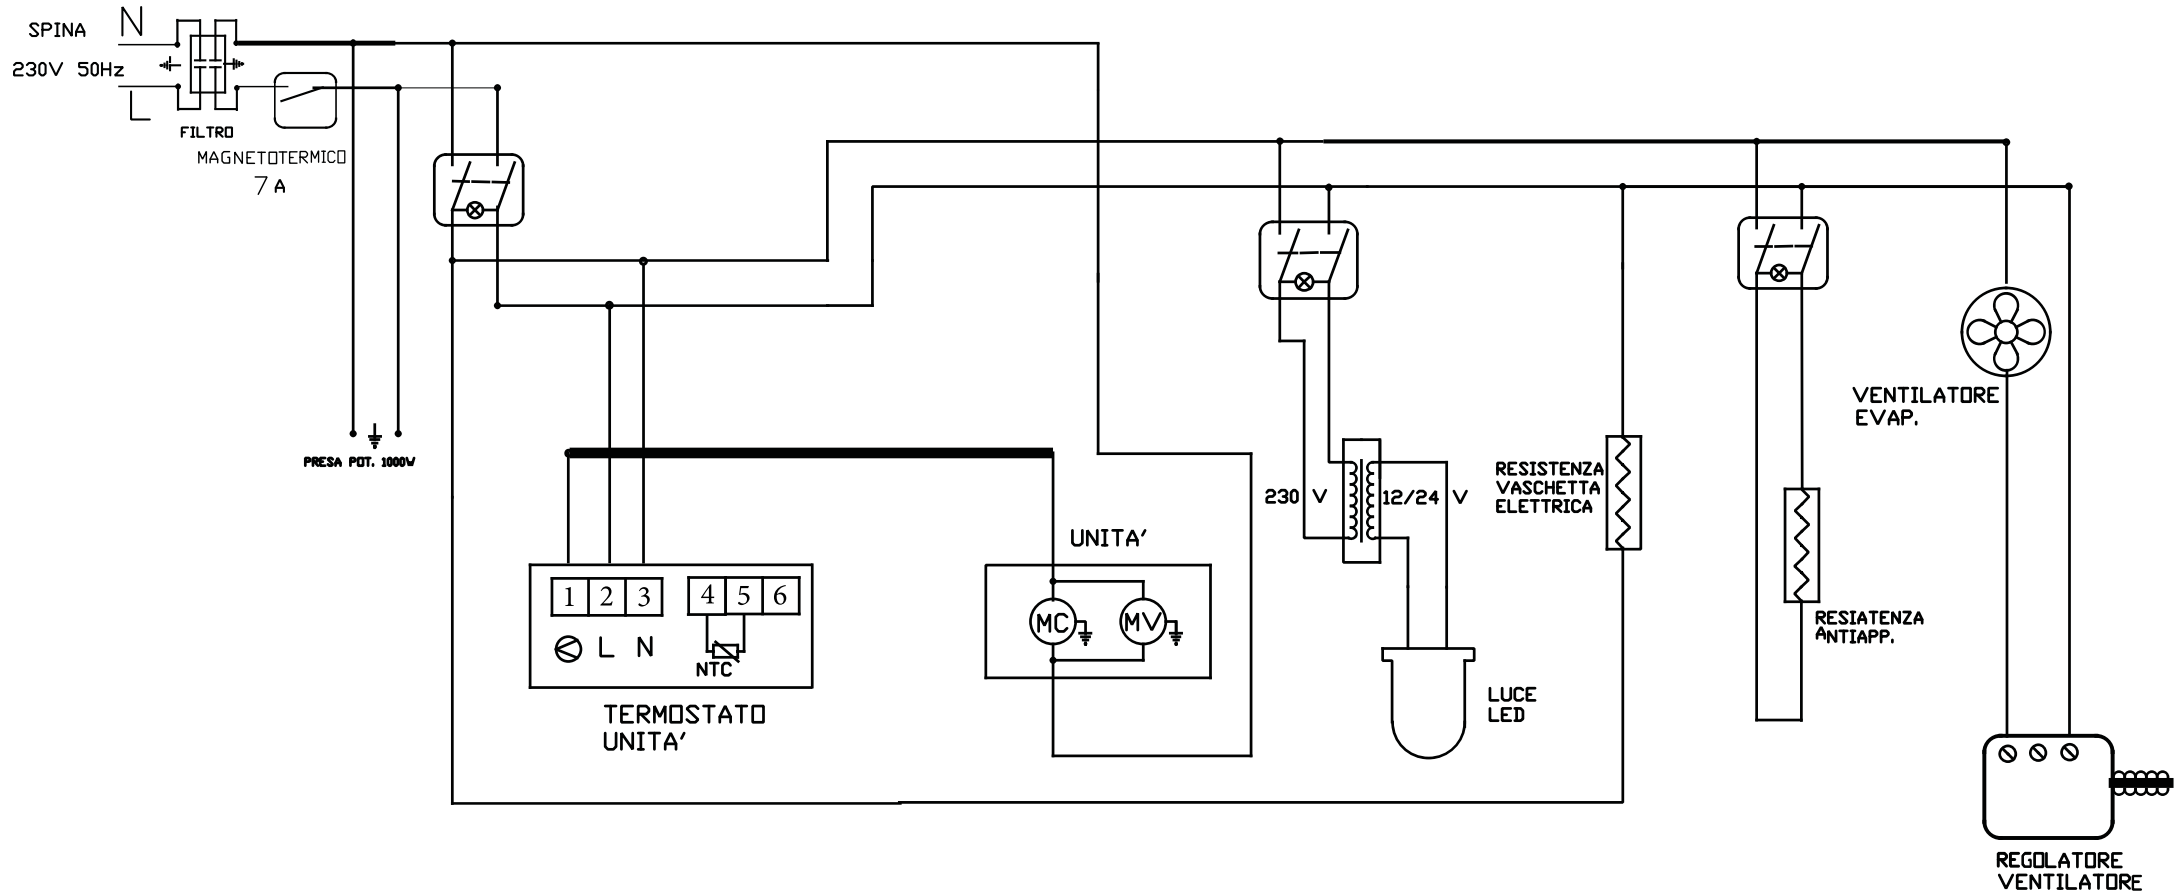 SPINA
N
230V 50Hz
L
FILTRO
MAGNETOTERMICO
7 A
PRESA POT. 1000W
1 2 3
4 5 6
L N
NTC
TERMOSTATO
UNITA'
UNITA'
MC MV
230 V
12/24 V
LUCE
LED
RESISTENZA
VASCHETTA
ELETTRICA
RESIATENZA
ANTIAPP.
VENTILATORE
EVAP.
REGOLATORE
VENTILATORE